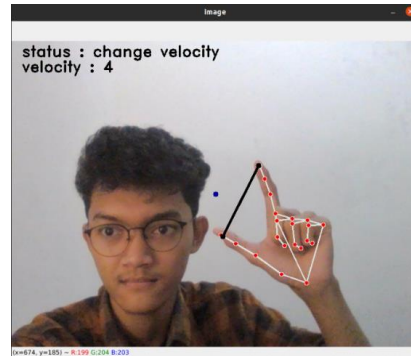 Image
status : change velocity
velocity : 4
(x=674, y=185) ~ R:199 G:204 B:203